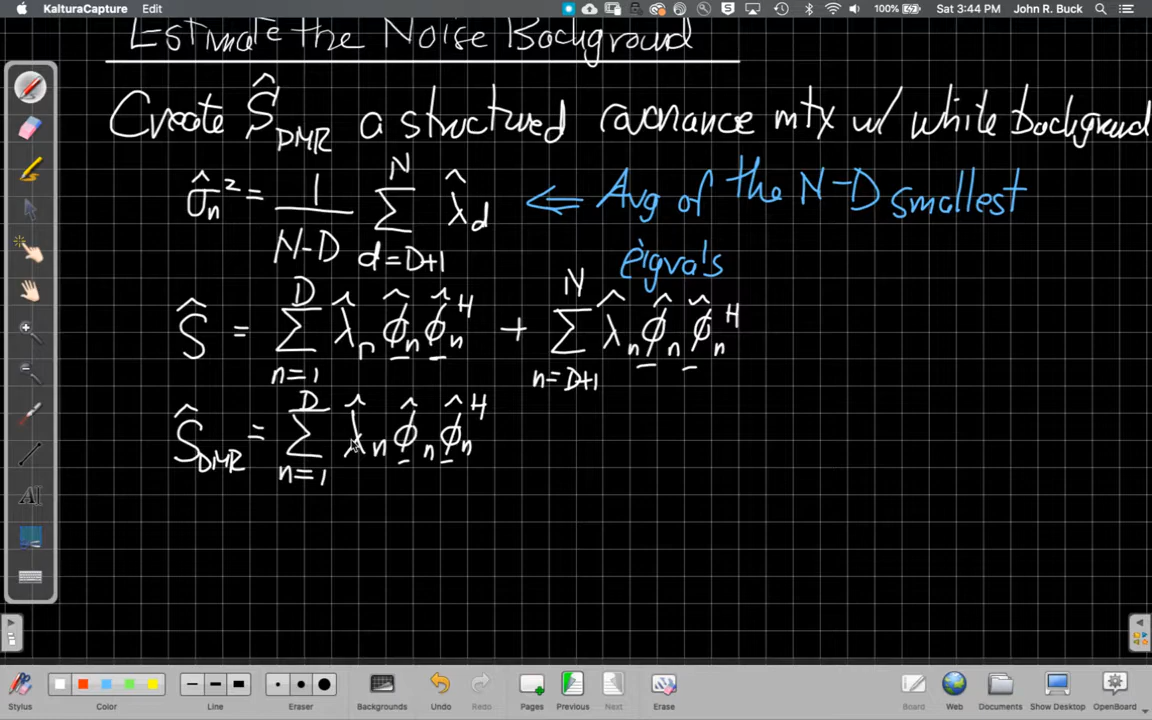 KalturaCapture Edit 100% Sat 3:44 PM John R. Buck
Estimate the Noise Background
Create Ŝ_DMR a structured covariance mtx w/ white background
σ̂_n² = 1/(N-D) Σ_{d=D+1}^{N} λ̂_d ⇐ Avg of the N-D smallest
eigvals
Ŝ = Σ_{n=1}^{D} λ̂_n φ̂_n φ̂_n^H + Σ_{n=D+1}^{N} λ̂_n φ̂_n φ̂_n^H
Ŝ_DMR = Σ_{n=1}^{D} λ̂_n φ̂_n φ̂_n^H
Stylus Color Line Eraser Backgrounds Undo Redo Pages Previous Next Erase Board Web Documents Show Desktop OpenBoard